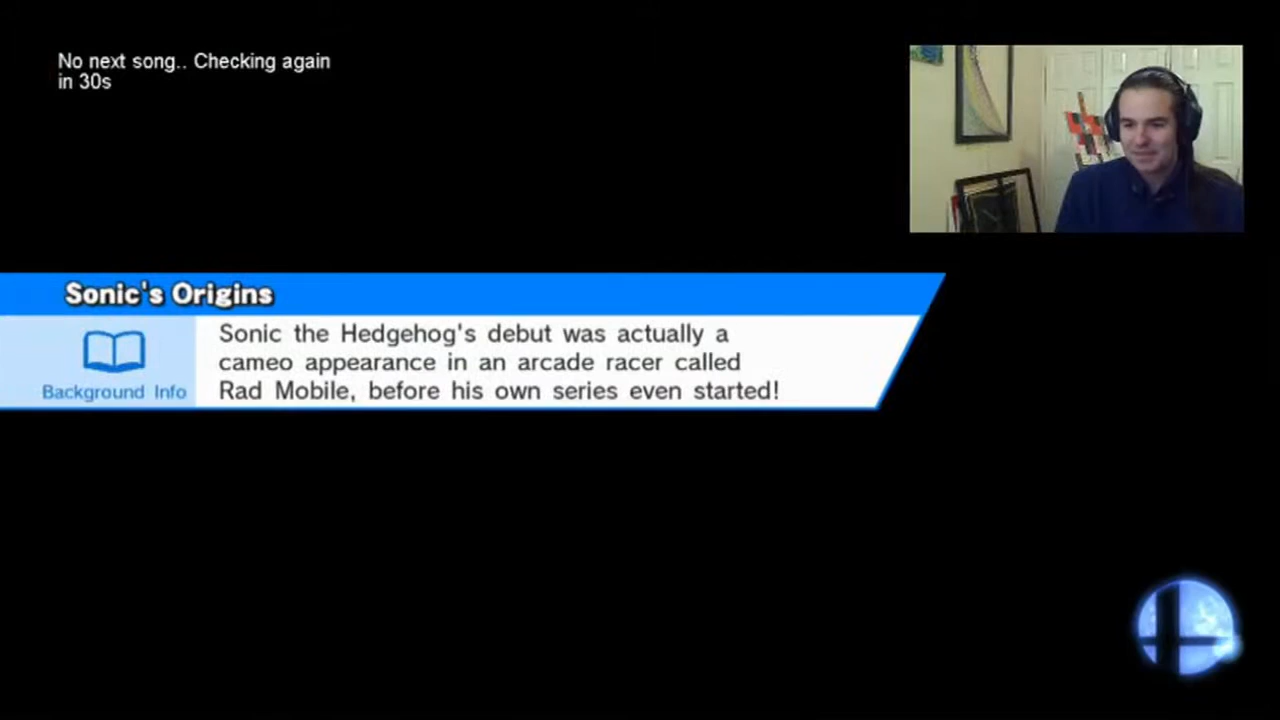 No next song.. Checking again
in 30s
Sonic's Origins
Background Info
Sonic the Hedgehog's debut was actually a
cameo appearance in an arcade racer called
Rad Mobile, before his own series even started!